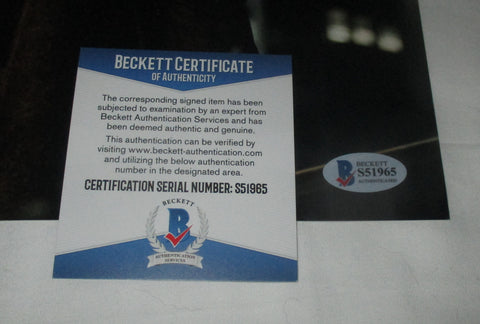 BECKETT CERTIFICATE
OF AUTHENTICITY
The corresponding signed item has been
subjected to examination by an expert from
Beckett Authentication Services and has
been deemed authentic and genuine.
This authentication can be verified by
visiting www.beckett-authentication.com
and utilizing the below authentication
number in the designated area.
CERTIFICATION SERIAL NUMBER: S51965
BECKETT
B
AUTHENTICATION
SERVICES
BECKETT
B
S51965
AUTHENTICATED